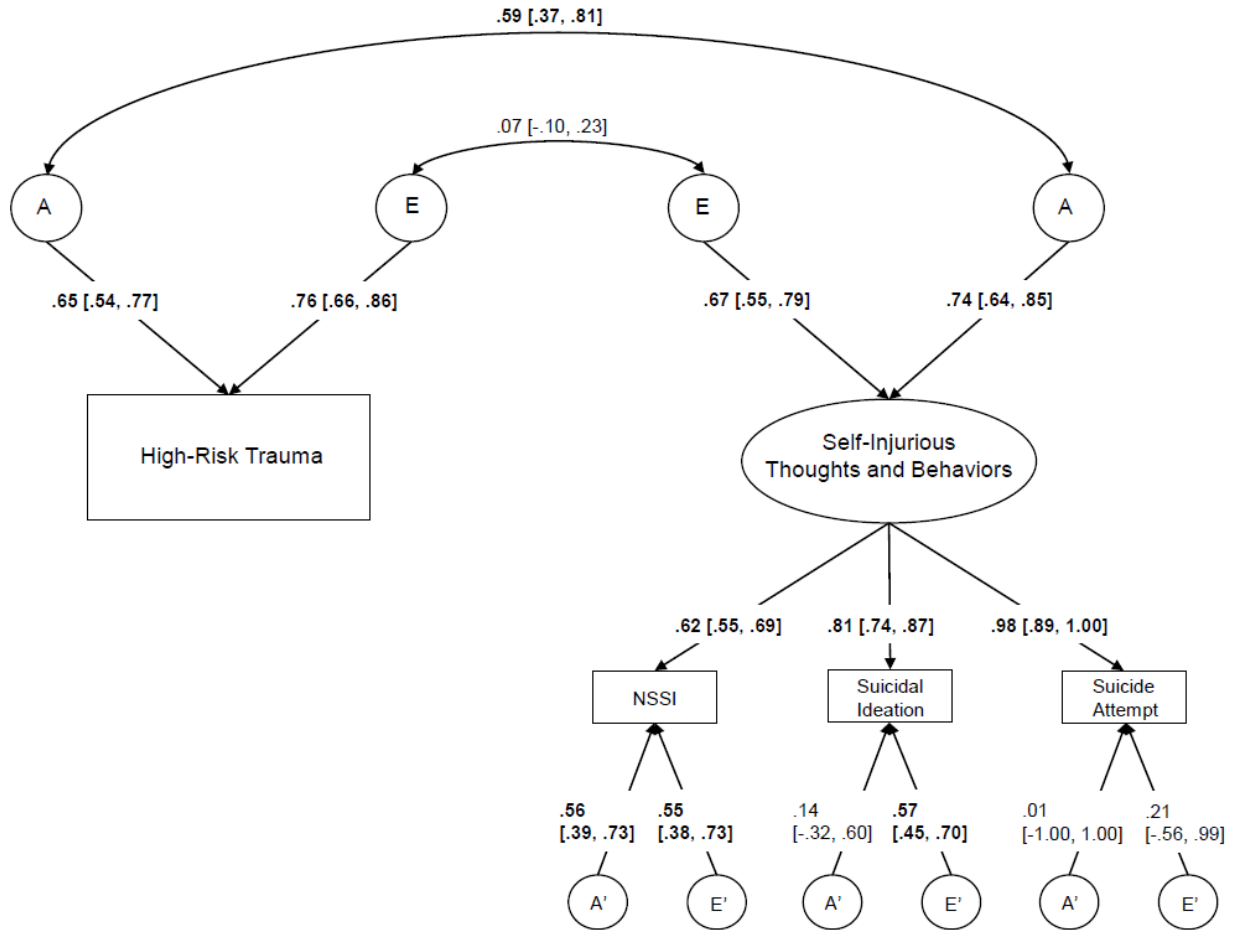 .59 [.37, .81]
.07 [-.10, .23]
A
E
E
A
.65 [.54, .77]
.76 [.66, .86]
.67 [.55, .79]
.74 [.64, .85]
High-Risk Trauma
Self-Injurious
Thoughts and Behaviors
.62 [.55, .69]
.81 [.74, .87]
.98 [.89, 1.00]
NSSI
Suicidal
Ideation
Suicide
Attempt
.56
[.39, .73]
.55
[.38, .73]
.14
[-.32, .60]
.57
[.45, .70]
.01
[-1.00, 1.00]
.21
[-.56, .99]
A'
E'
A'
E'
A'
E'